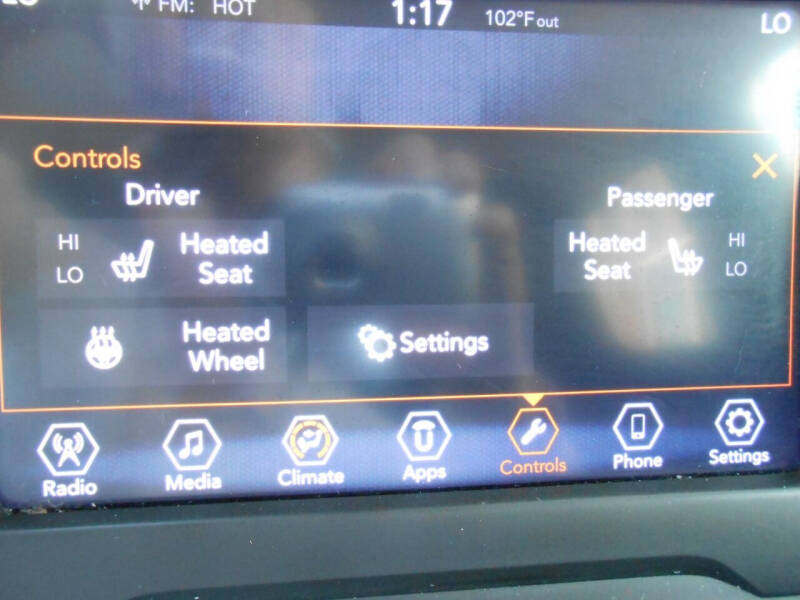 LO FM: HOT 1:17 102°F out LO
Controls
Driver Passenger
HI Heated Heated HI
LO Seat Seat LO
Heated
Wheel
Settings
Radio Media Climate Apps Controls Phone Settings